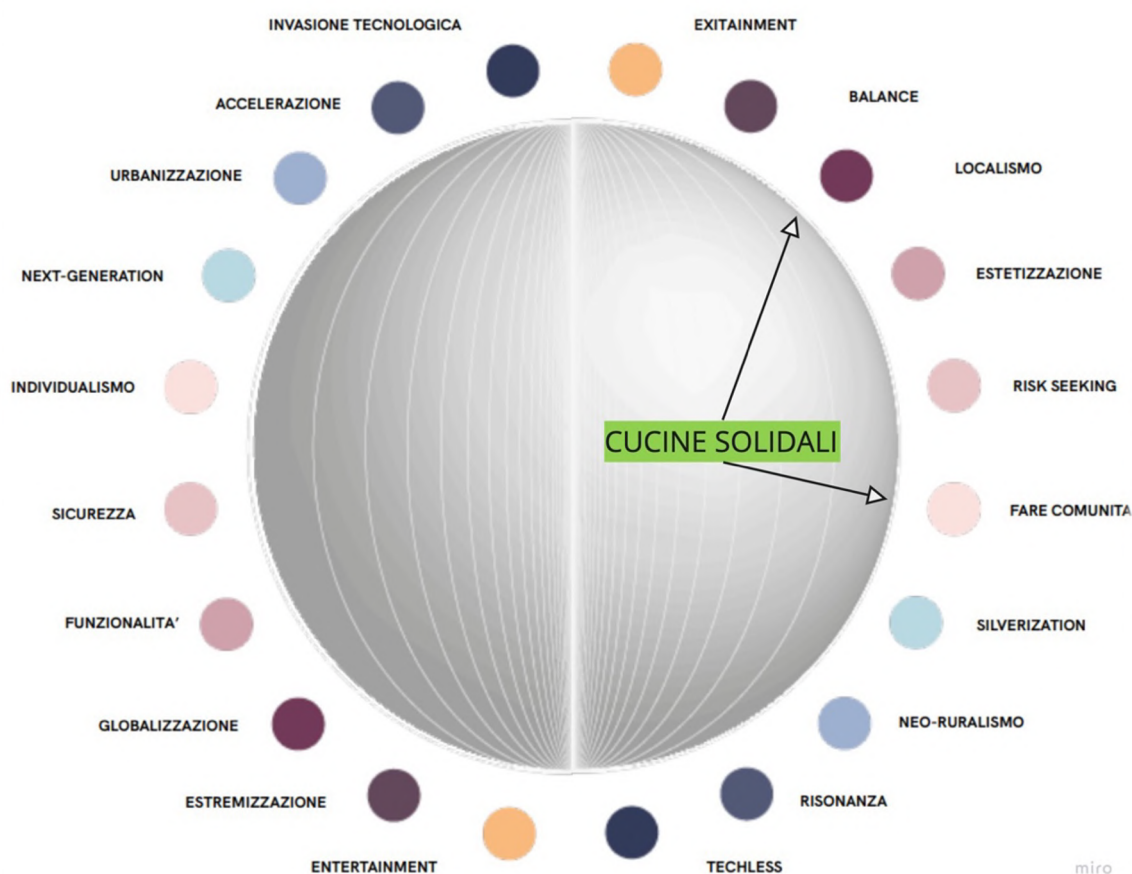 INVASIONE TECNOLOGICA
EXITAINMENT
ACCELERAZIONE
BALANCE
URBANIZZAZIONE
LOCALISMO
NEXT-GENERATION
ESTETIZZAZIONE
INDIVIDUALISMO
RISK SEEKING
CUCINE SOLIDALI
SICUREZZA
FARE COMUNITA
FUNZIONALITA'
SILVERIZATION
GLOBALIZZAZIONE
NEO-RURALISMO
ESTREMIZZAZIONE
RISONANZA
ENTERTAINMENT
TECHLESS
miro